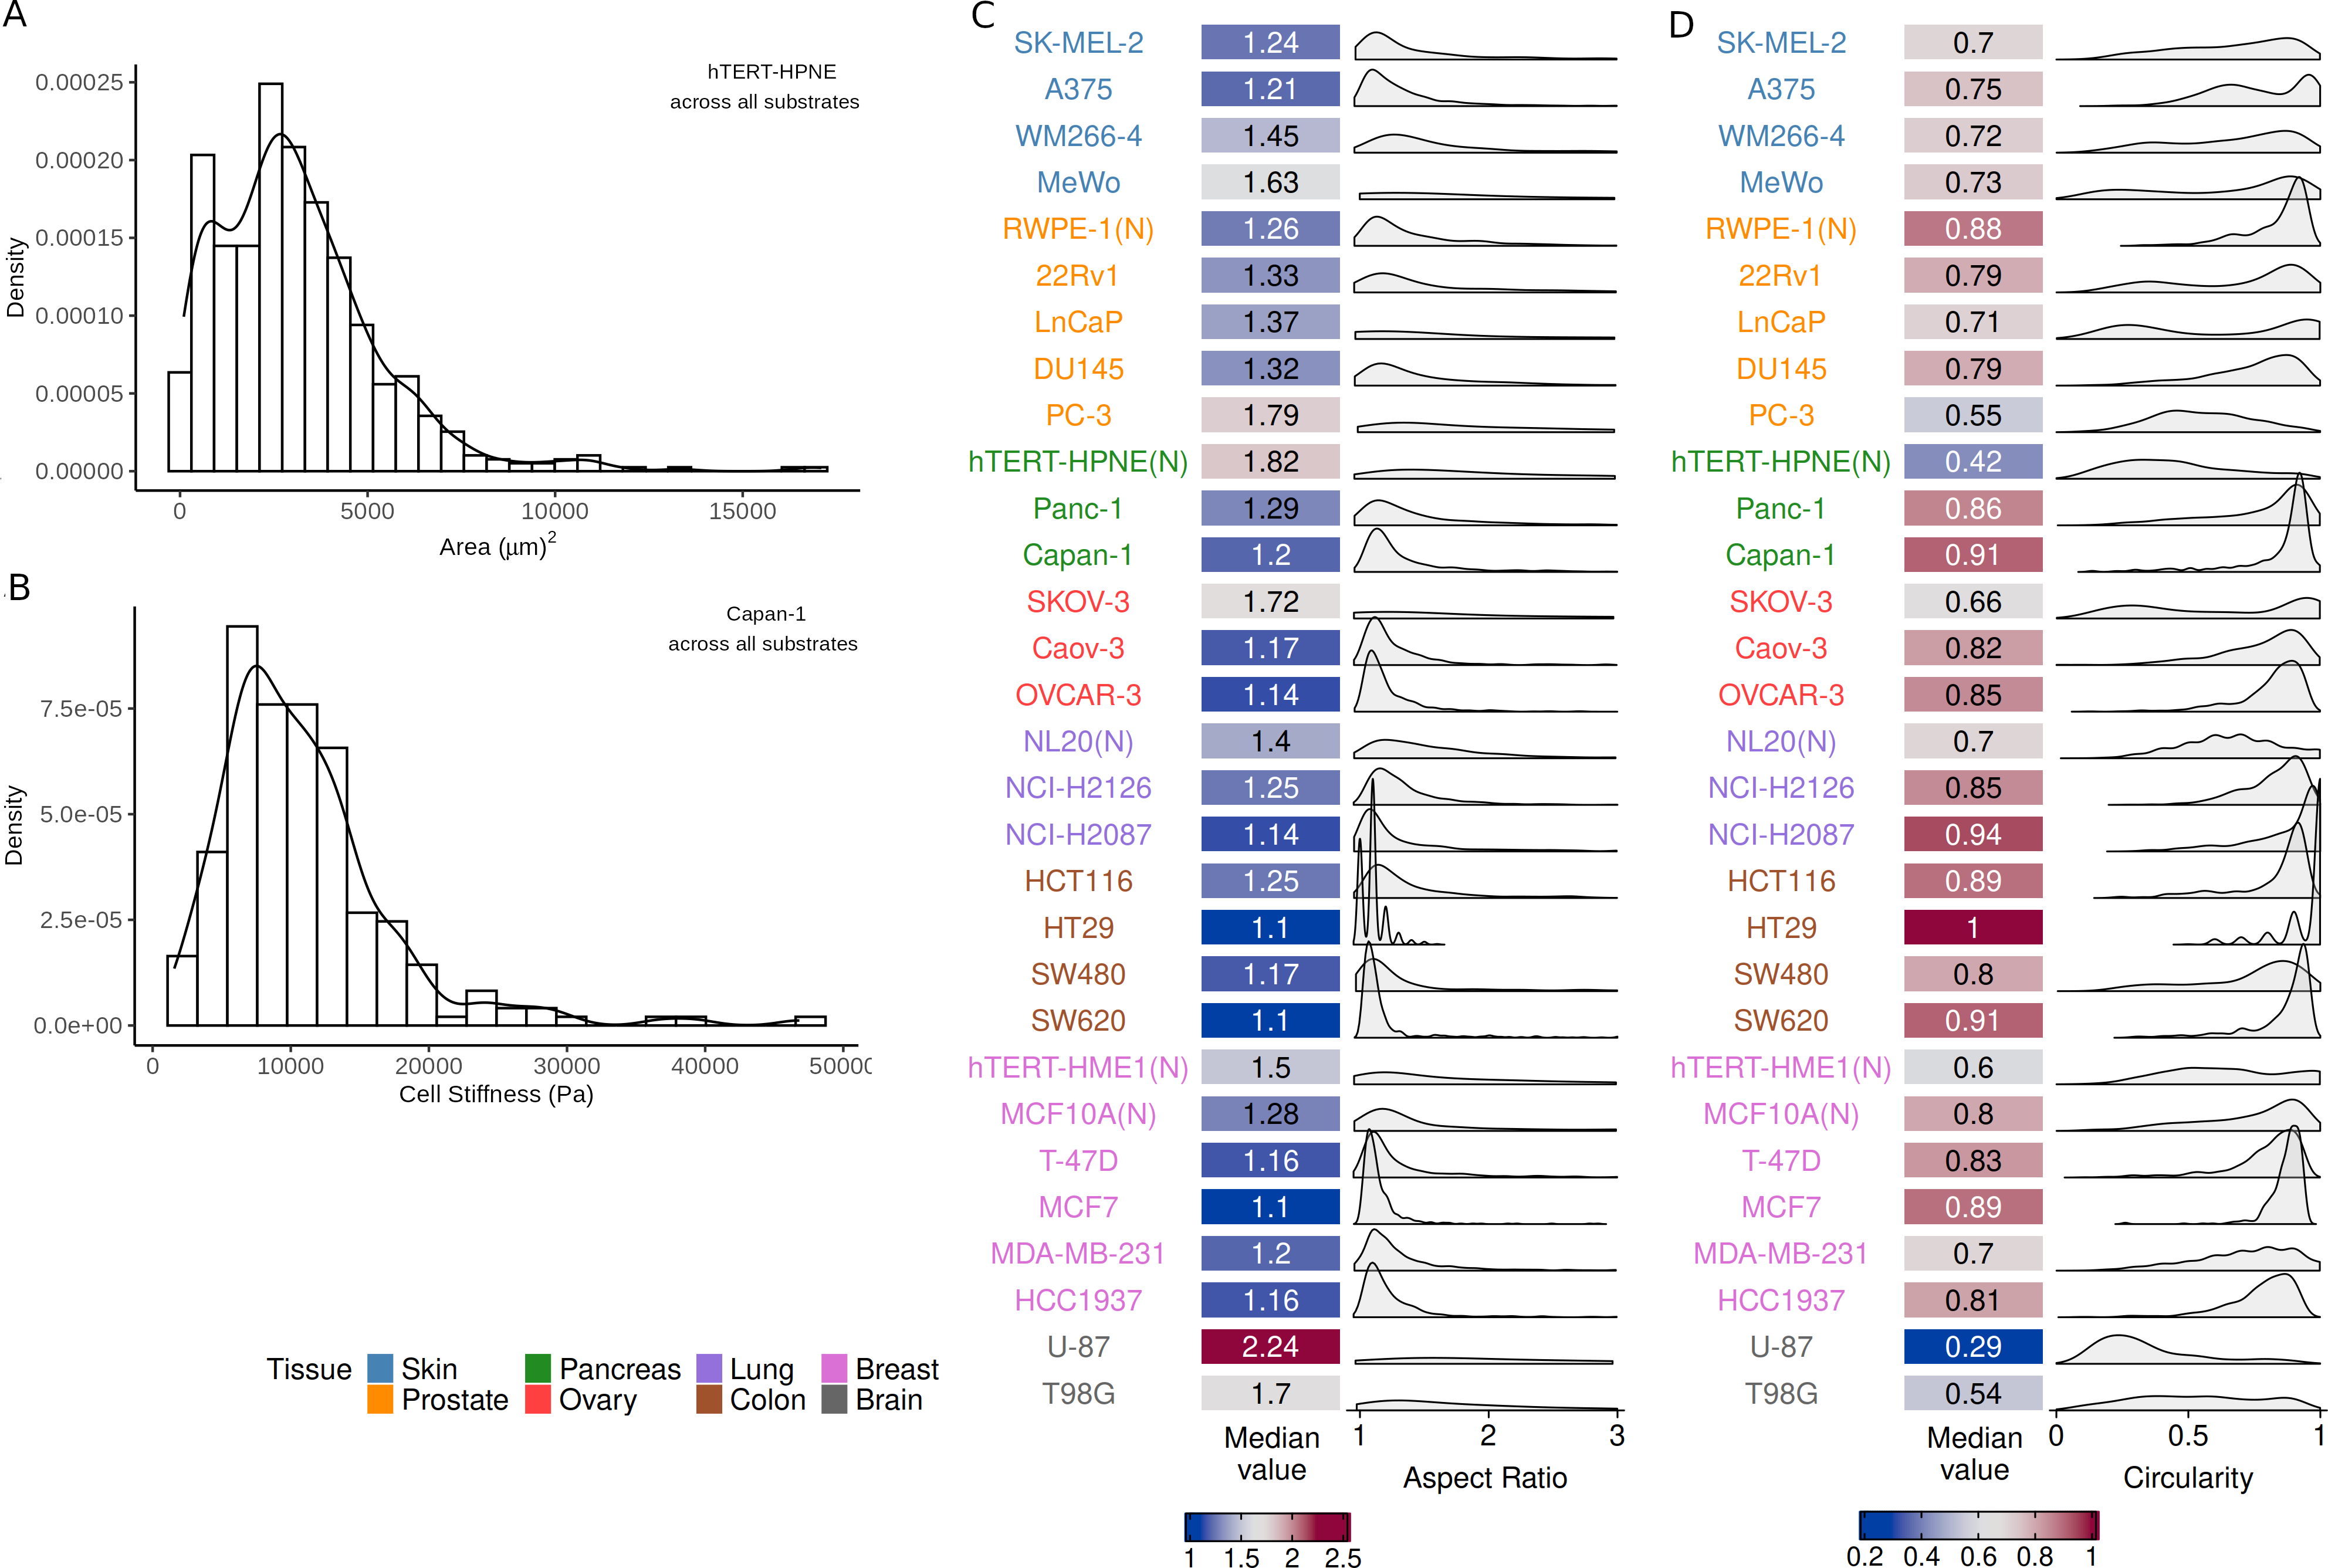 A
hTERT-HPNE
across all substrates
0.00025
0.00020
0.00015
0.00010
0.00005
0.00000
Density
0 5000 10000 15000
Area (μm)2
B
Capan-1
across all substrates
7.5e-05
5.0e-05
2.5e-05
0.0e+00
Density
0 10000 20000 30000 40000 5000
Cell Stiffness (Pa)
Tissue Skin Pancreas Lung Breast
Prostate Ovary Colon Brain
C
SK-MEL-2 1.24
A375 1.21
WM266-4 1.45
MeWo 1.63
RWPE-1(N) 1.26
22Rv1 1.33
LnCaP 1.37
DU145 1.32
PC-3 1.79
hTERT-HPNE(N) 1.82
Panc-1 1.29
Capan-1 1.2
SKOV-3 1.72
Caov-3 1.17
OVCAR-3 1.14
NL20(N) 1.4
NCI-H2126 1.25
NCI-H2087 1.14
HCT116 1.25
HT29 1.1
SW480 1.17
SW620 1.1
hTERT-HME1(N) 1.5
MCF10A(N) 1.28
T-47D 1.16
MCF7 1.1
MDA-MB-231 1.2
HCC1937 1.16
U-87 2.24
T98G 1.7
Median
value
1 2 3
Aspect Ratio
1 1.5 2 2.5
D
SK-MEL-2 0.7
A375 0.75
WM266-4 0.72
MeWo 0.73
RWPE-1(N) 0.88
22Rv1 0.79
LnCaP 0.71
DU145 0.79
PC-3 0.55
hTERT-HPNE(N) 0.42
Panc-1 0.86
Capan-1 0.91
SKOV-3 0.66
Caov-3 0.82
OVCAR-3 0.85
NL20(N) 0.7
NCI-H2126 0.85
NCI-H2087 0.94
HCT116 0.89
HT29 1
SW480 0.8
SW620 0.91
hTERT-HME1(N) 0.6
MCF10A(N) 0.8
T-47D 0.83
MCF7 0.89
MDA-MB-231 0.7
HCC1937 0.81
U-87 0.29
T98G 0.54
Median
value
0 0.5 1
Circularity
0.2 0.4 0.6 0.8 1